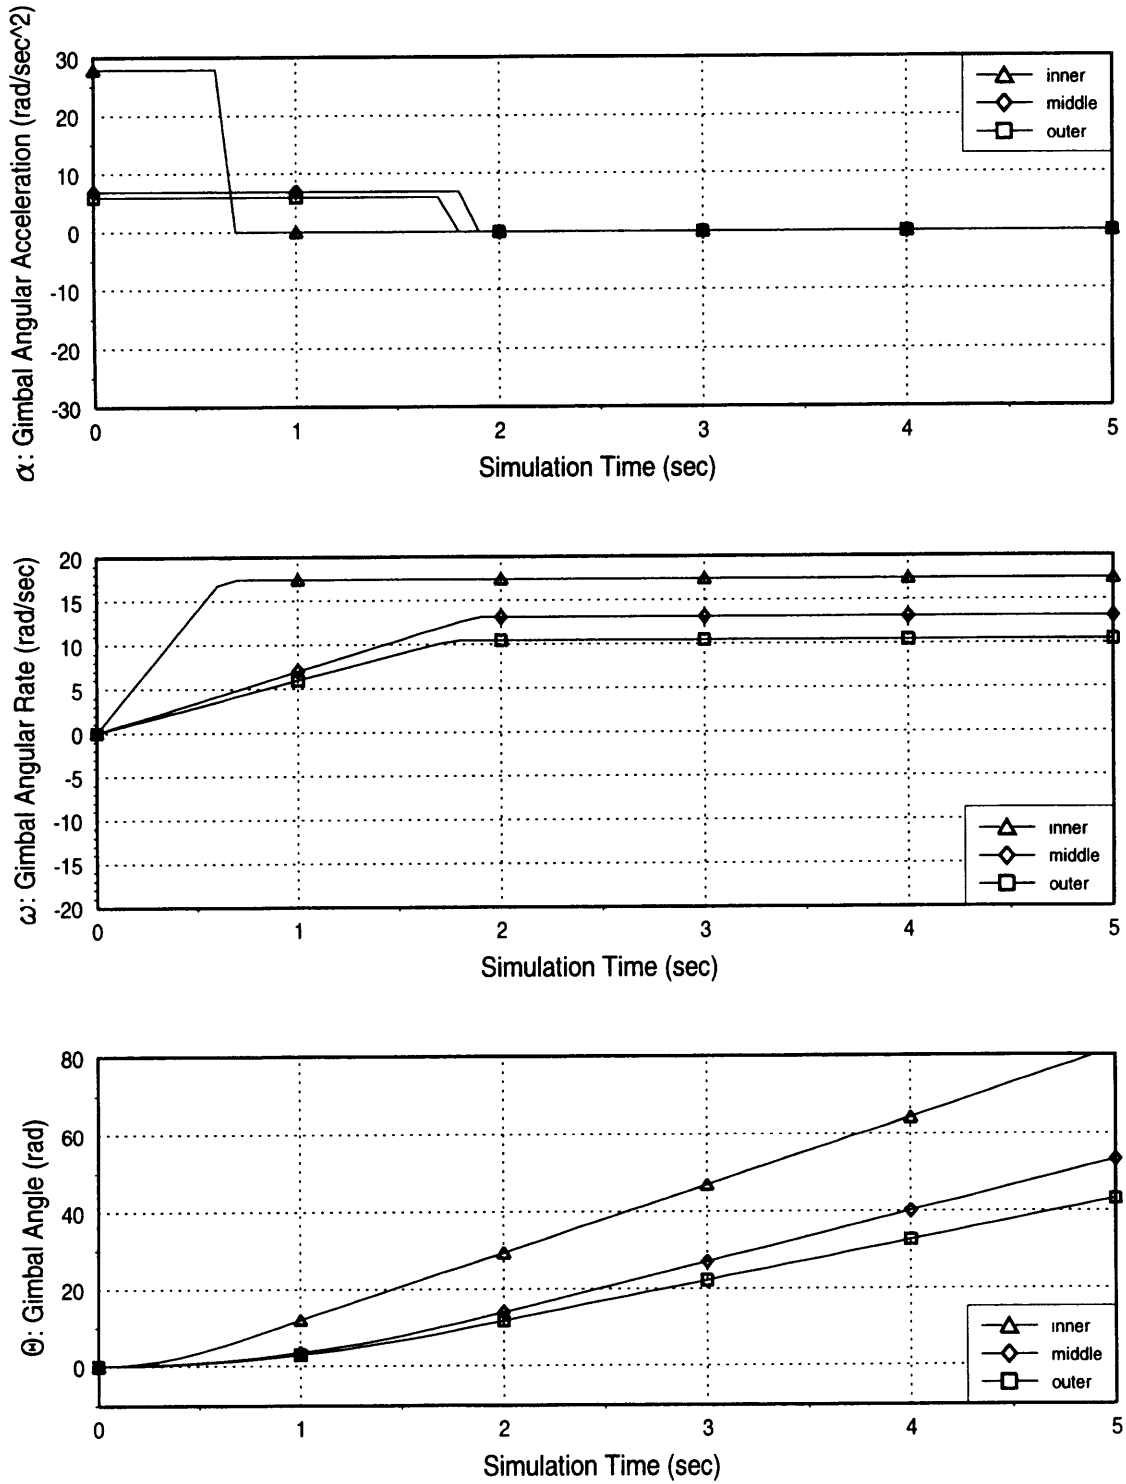 α: Gimbal Angular Acceleration (rad/sec^2)
30
20
10
0
-10
-20
-30
0 1 2 3 4 5
Simulation Time (sec)
inner
middle
outer
ω: Gimbal Angular Rate (rad/sec)
20
15
10
5
0
-5
-10
-15
-20
0 1 2 3 4 5
Simulation Time (sec)
inner
middle
outer
Θ: Gimbal Angle (rad)
80
60
40
20
0
0 1 2 3 4 5
Simulation Time (sec)
inner
middle
outer